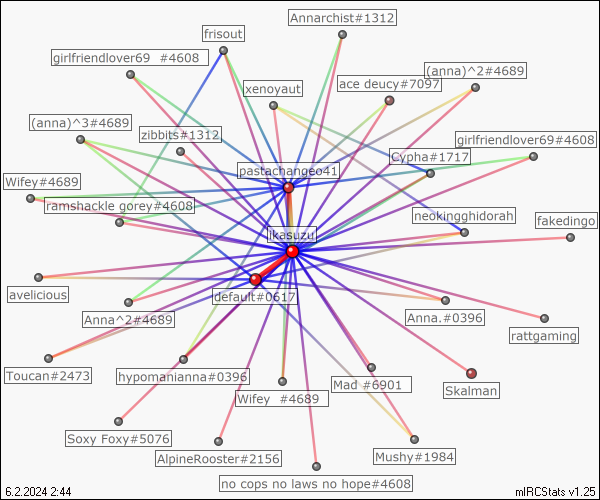 Annarchist#1312
frisout
girlfriendlover69 #4608
(anna)^2#4689
ace deucy#7097
xenoyaut
(anna)^3#4689
zibbits#1312
girlfriendlover69#4608
Cypha#1717
pastachangeo41
Wifey#4689
ramshackle gorey#4608
neokingghidorah
fakedingo
ikasuzu
avelicious
default#0617
Anna^2#4689
Anna.#0396
rattgaming
Toucan#2473
hypomanianna#0396
Mad #6901
Skalman
Wifey #4689
Soxy Foxy#5076
AlpineRooster#2156
Mushy#1984
no cops no laws no hope#4608
6.2.2024 2:44
mIRCStats v1.25